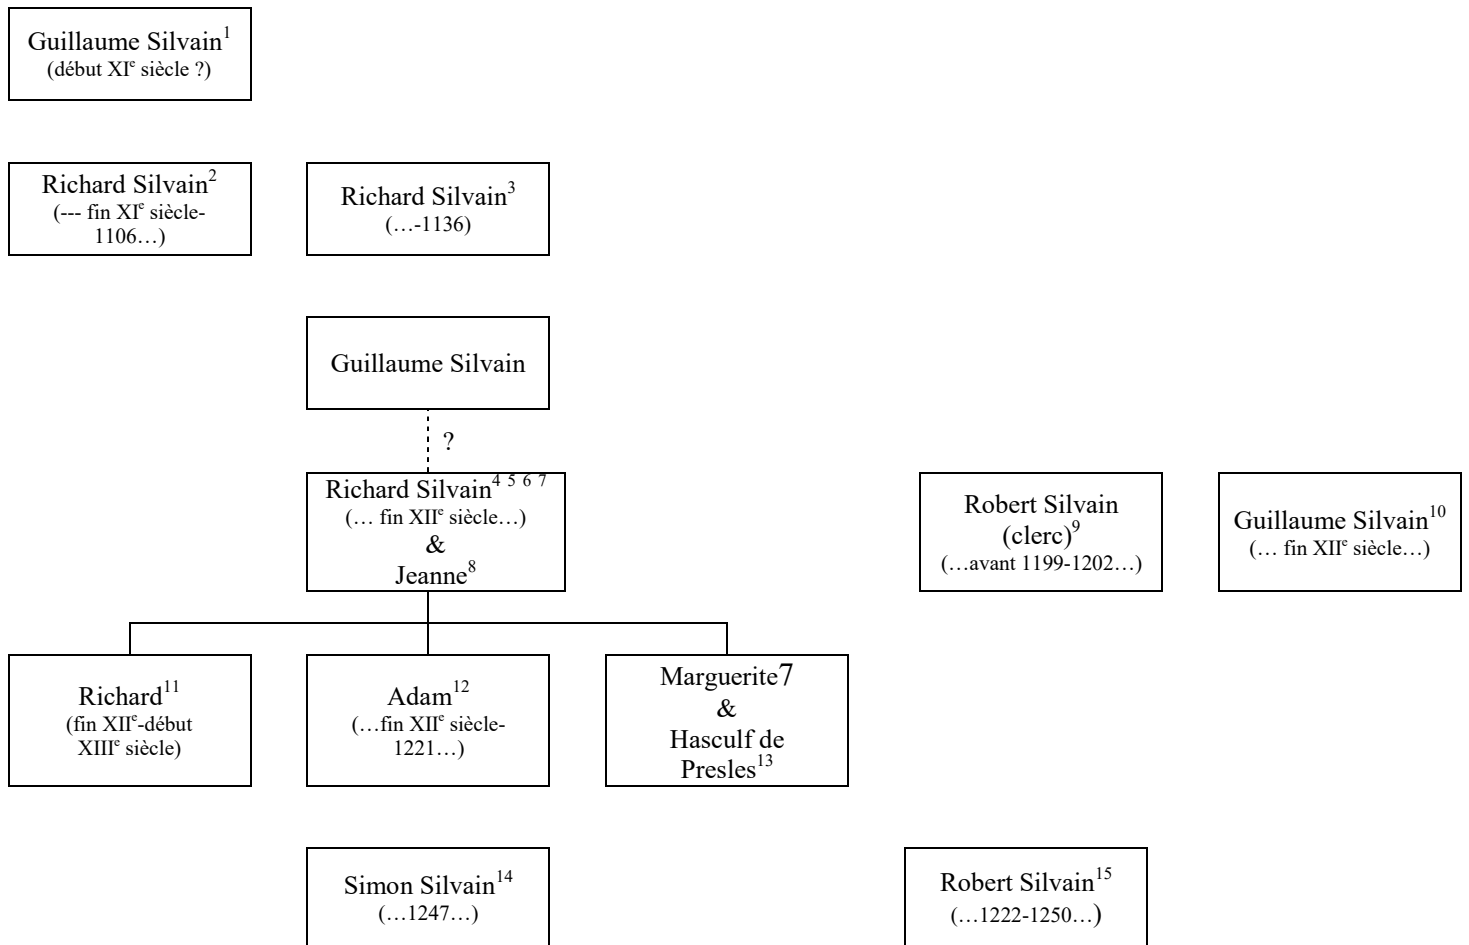 Guillaume Silvain¹
(début XIᵉ siècle ?)
Richard Silvain²
(--- fin XIᵉ siècle-
1106…)
Richard Silvain³
(…-1136)
Guillaume Silvain
?
Richard Silvain⁴ ⁵ ⁶ ⁷
(… fin XIIᵉ siècle…)
&
Jeanne⁸
Robert Silvain
(clerc)⁹
(…avant 1199-1202…)
Guillaume Silvain¹⁰
(… fin XIIᵉ siècle…)
Richard¹¹
(fin XIIᵉ-début
XIIIᵉ siècle)
Adam¹²
(…fin XIIᵉ siècle-
1221…)
Marguerite7
&
Hasculf de
Presles¹³
Simon Silvain¹⁴
(…1247…)
Robert Silvain¹⁵
(…1222-1250…)